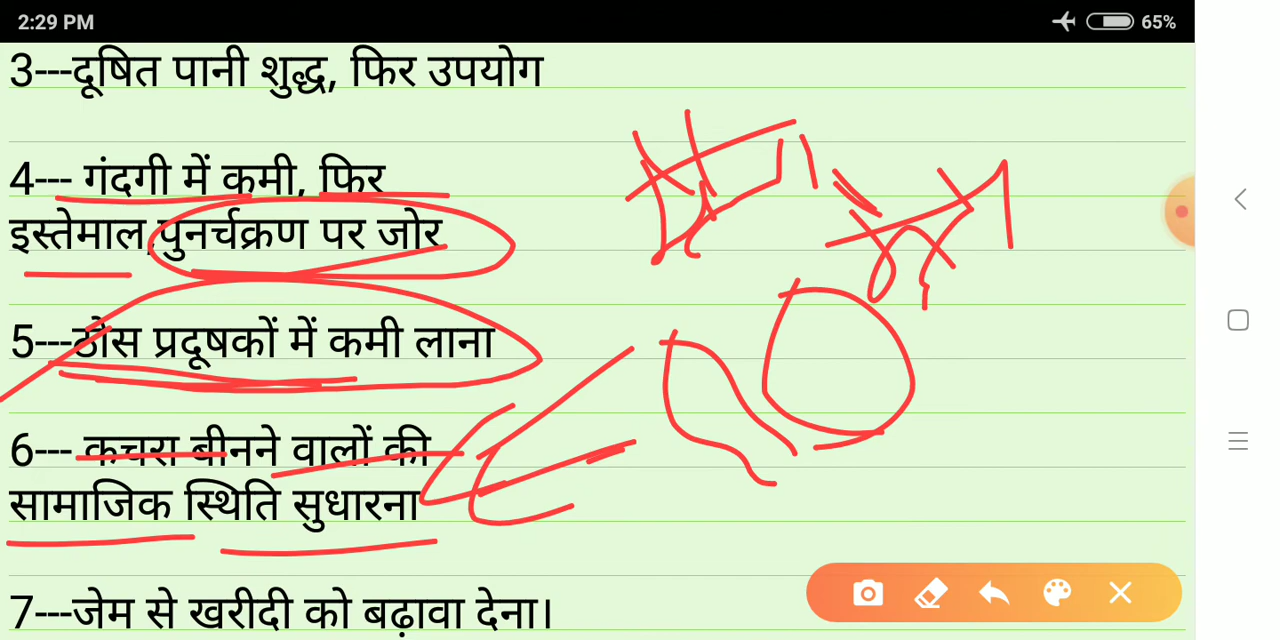 2:29 PM 65%
3---दूषित पानी शुद्ध, फिर उपयोग
4--- गंदगी में कमी, फिर
इस्तेमाल,पुनर्चक्रण पर जोर
5---ठोस प्रदूषकों में कमी लाना
6--- कचरा बीनने वालों की
सामाजिक स्थिति सुधारना
7---जेम से खरीदी को बढ़ावा देना।